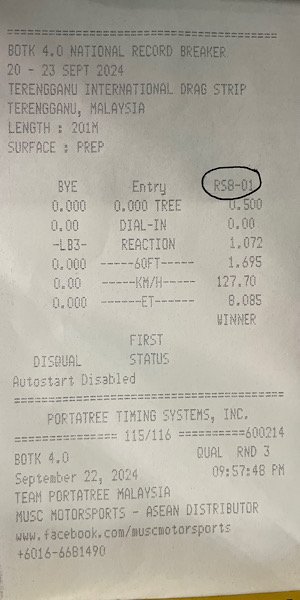 ==========================================
BOTK 4.0 NATIONAL RECORD BREAKER
20 - 23 SEPT 2024
TERENGGANU INTERNATIONAL DRAG STRIP
TERENGGANU, MALAYSIA
LENGTH : 201M
SURFACE : PREP
BYE Entry RS8-01
0.000 0.000 TREE 0.500
0.00 DIAL-IN 0.00
-LB3- REACTION 1.072
0.000 -----60FT----- 1.695
0.00 -----KM/H----- 127.70
0.000 ------ET------ 8.085
WINNER
FIRST
DISQUAL STATUS
Autostart Disabled
==========================================
PORTATREE TIMING SYSTEMS, INC.
=============== 115/116 ==========600214
BOTK 4.0 QUAL RND 3
September 22, 2024 09:57:48 PM
TEAM PORTATREE MALAYSIA
MUSC MOTORSPORTS - ASEAN DISTRIBUTOR
www.facebook.com/muscmotorsports
+6016-6681490